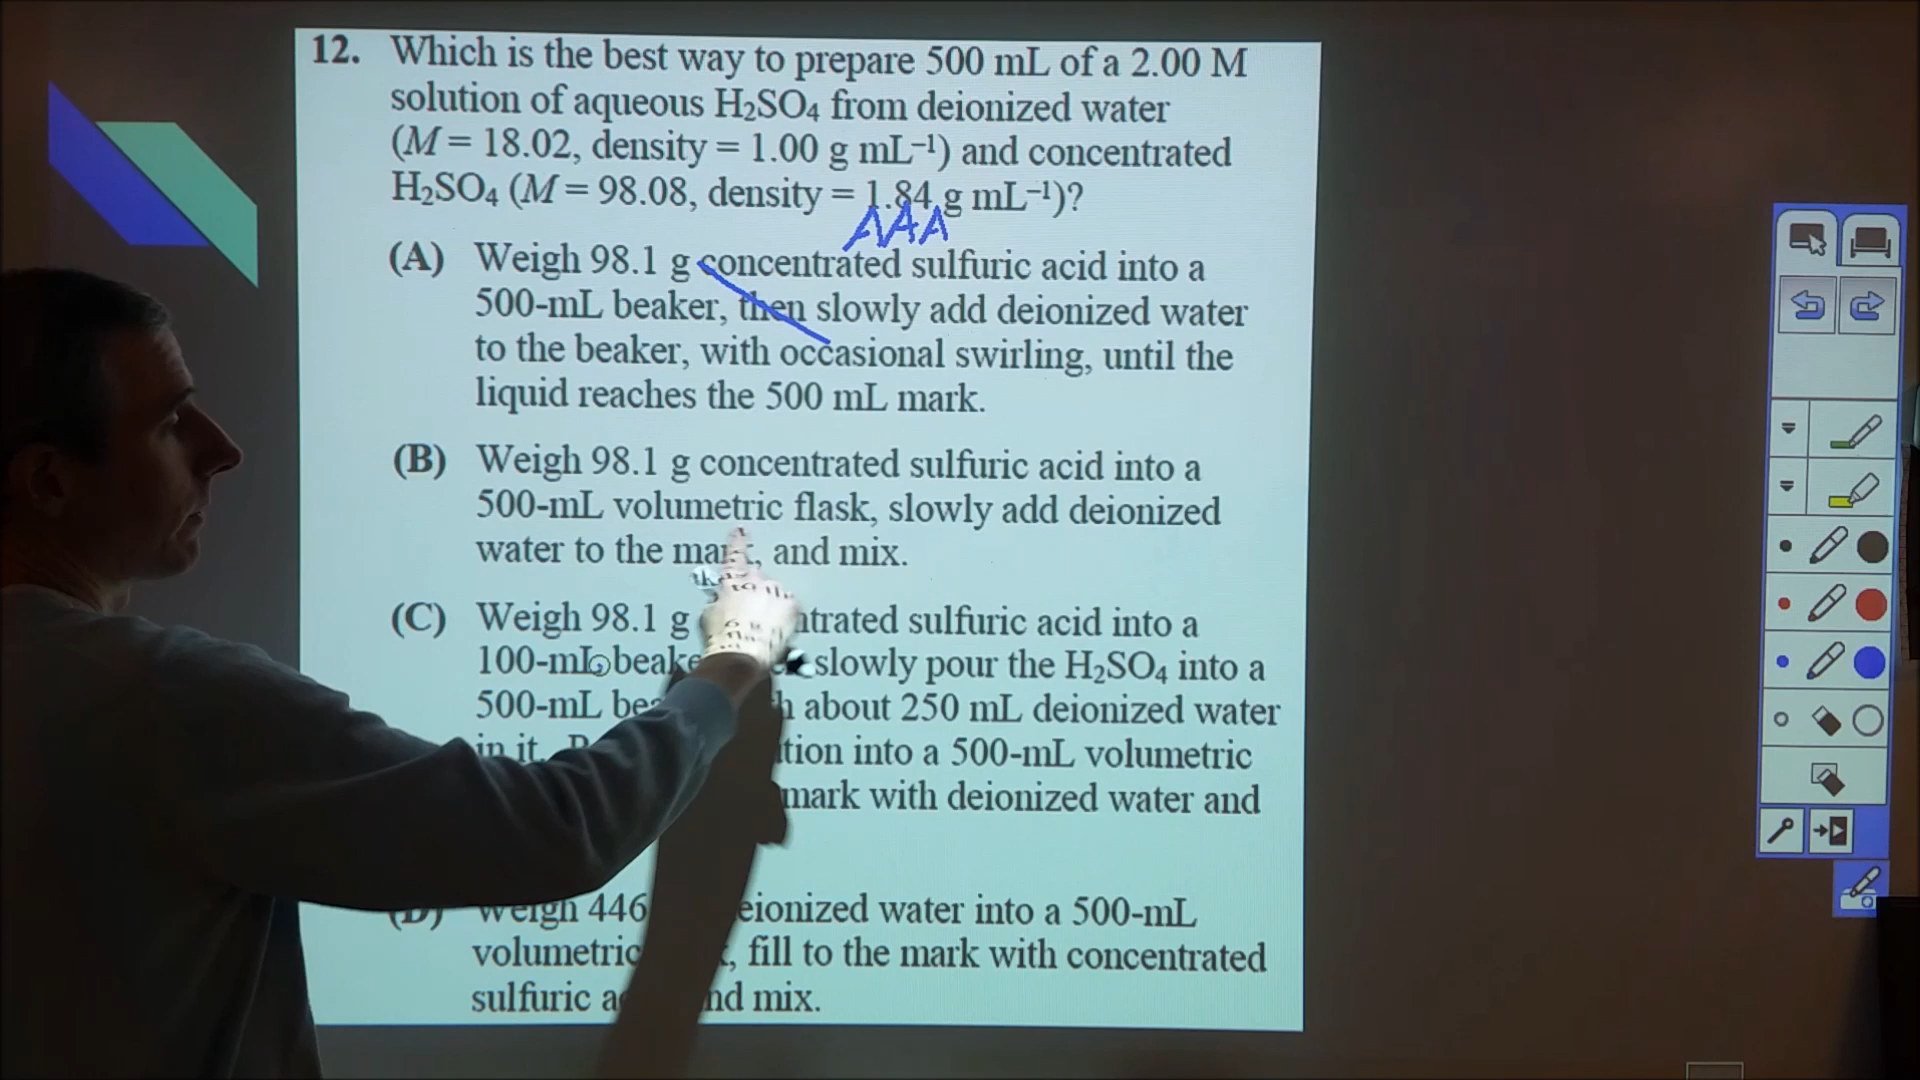 12. Which is the best way to prepare 500 mL of a 2.00 M
solution of aqueous H₂SO₄ from deionized water
(M = 18.02, density = 1.00 g mL⁻¹) and concentrated
H₂SO₄ (M = 98.08, density = 1.84 g mL⁻¹)?
AAA
(A) Weigh 98.1 g concentrated sulfuric acid into a
500-mL beaker, then slowly add deionized water
to the beaker, with occasional swirling, until the
liquid reaches the 500 mL mark.
(B) Weigh 98.1 g concentrated sulfuric acid into a
500-mL volumetric flask, slowly add deionized
water to the mark, and mix.
(C) Weigh 98.1 g sulfuric acid into a
100-mL slowly pour the H₂SO₄ into a
500-mL about 250 mL deionized water
in it. into a 500-mL volumetric
mark with deionized water and
(D) Weigh 446 deionized water into a 500-mL
volumetric fill to the mark with concentrated
sulfuric mix.